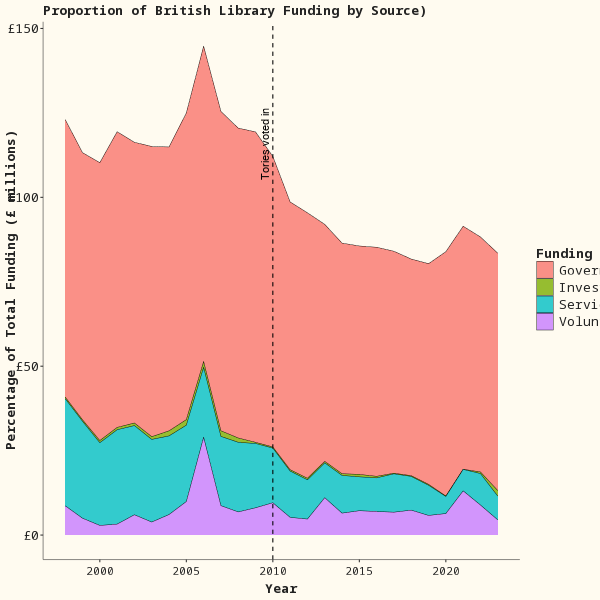 Proportion of British Library Funding by Source)
Percentage of Total Funding (£ millions)
£150
£100
£50
£0
Tories voted in
2000
2005
2010
2015
2020
Year
Funding
Gover
Inves
Servi
Volun